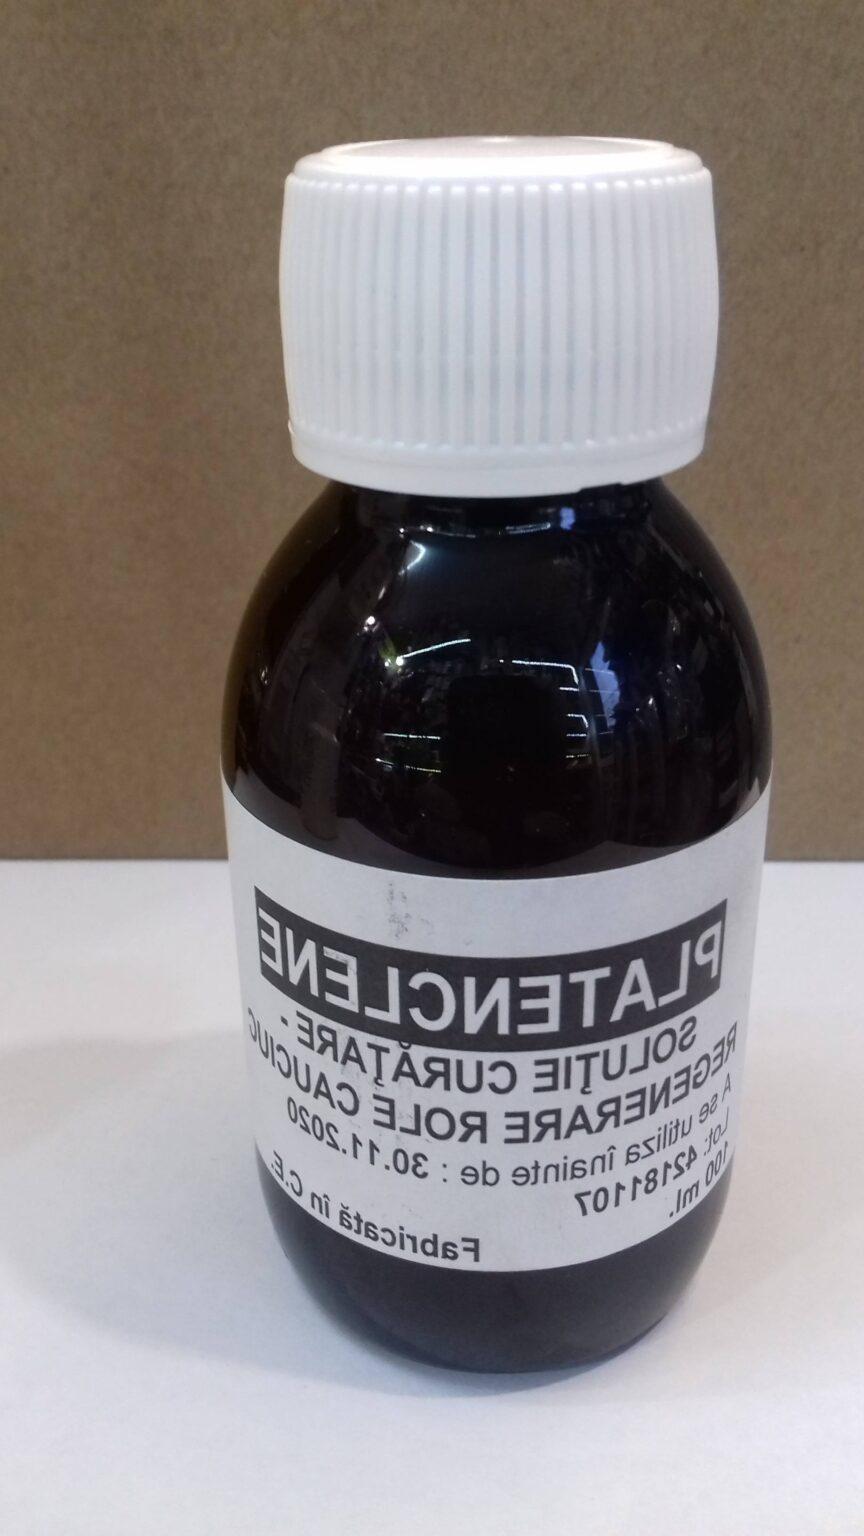 PLATENCLENE
SOLUŢIE CURĂŢARE -
REGENERARE ROLE CAUCIUC
A se utiliza înainte de : 30.11.2020
Lot: 42181107
100 ml.
Fabricată în C.E.